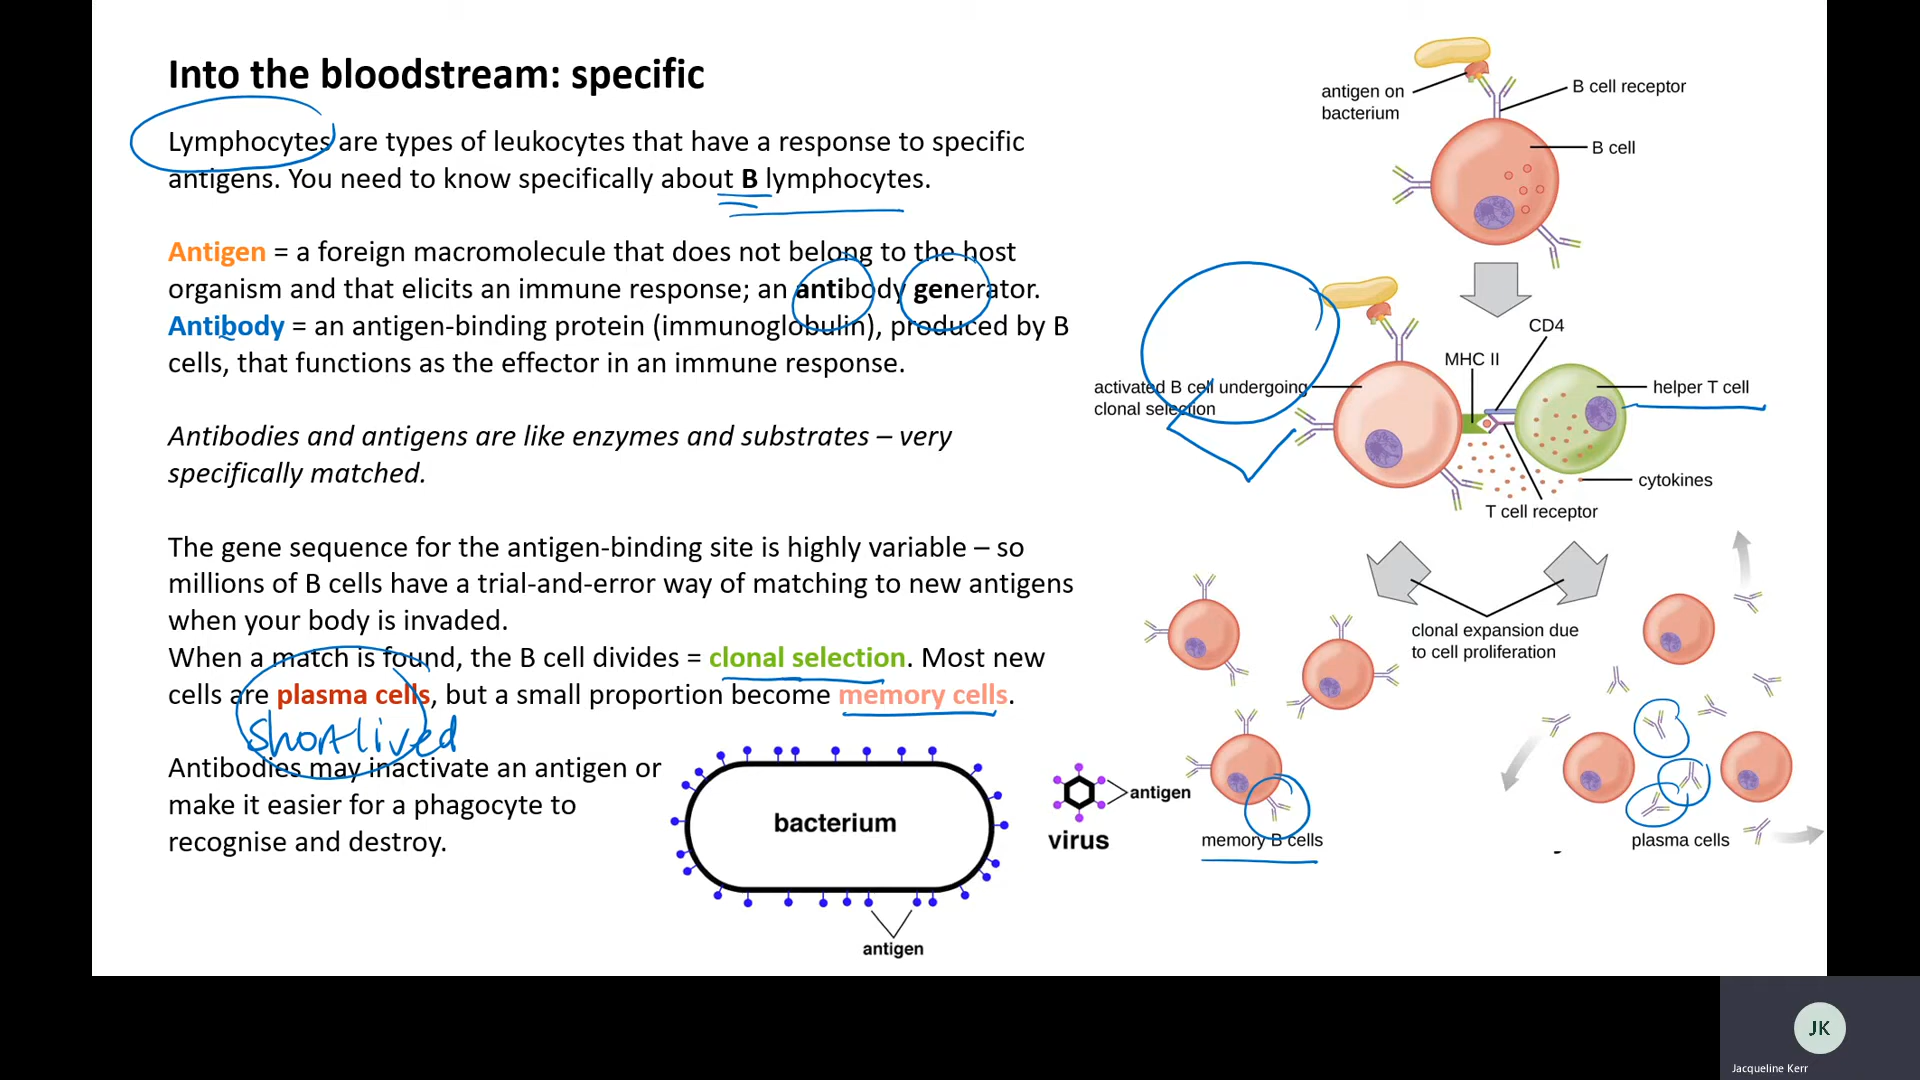 Into the bloodstream: specific
Lymphocytes are types of leukocytes that have a response to specific
antigens. You need to know specifically about B lymphocytes.
Antigen = a foreign macromolecule that does not belong to the host
organism and that elicits an immune response; an antibody generator.
Antibody = an antigen-binding protein (immunoglobulin), produced by B
cells, that functions as the effector in an immune response.
Antibodies and antigens are like enzymes and substrates – very
specifically matched.
The gene sequence for the antigen-binding site is highly variable – so
millions of B cells have a trial-and-error way of matching to new antigens
when your body is invaded.
When a match is found, the B cell divides = clonal selection. Most new
cells are plasma cells, but a small proportion become memory cells.
Short lived
Antibodies may inactivate an antigen or
make it easier for a phagocyte to
recognise and destroy.
bacterium
antigen
virus
antigen
antigen on
bacterium
B cell receptor
B cell
CD4
MHC II
activated B cell undergoing
clonal selection
helper T cell
cytokines
T cell receptor
clonal expansion due
to cell proliferation
memory B cells
plasma cells
JK
Jacqueline Kerr